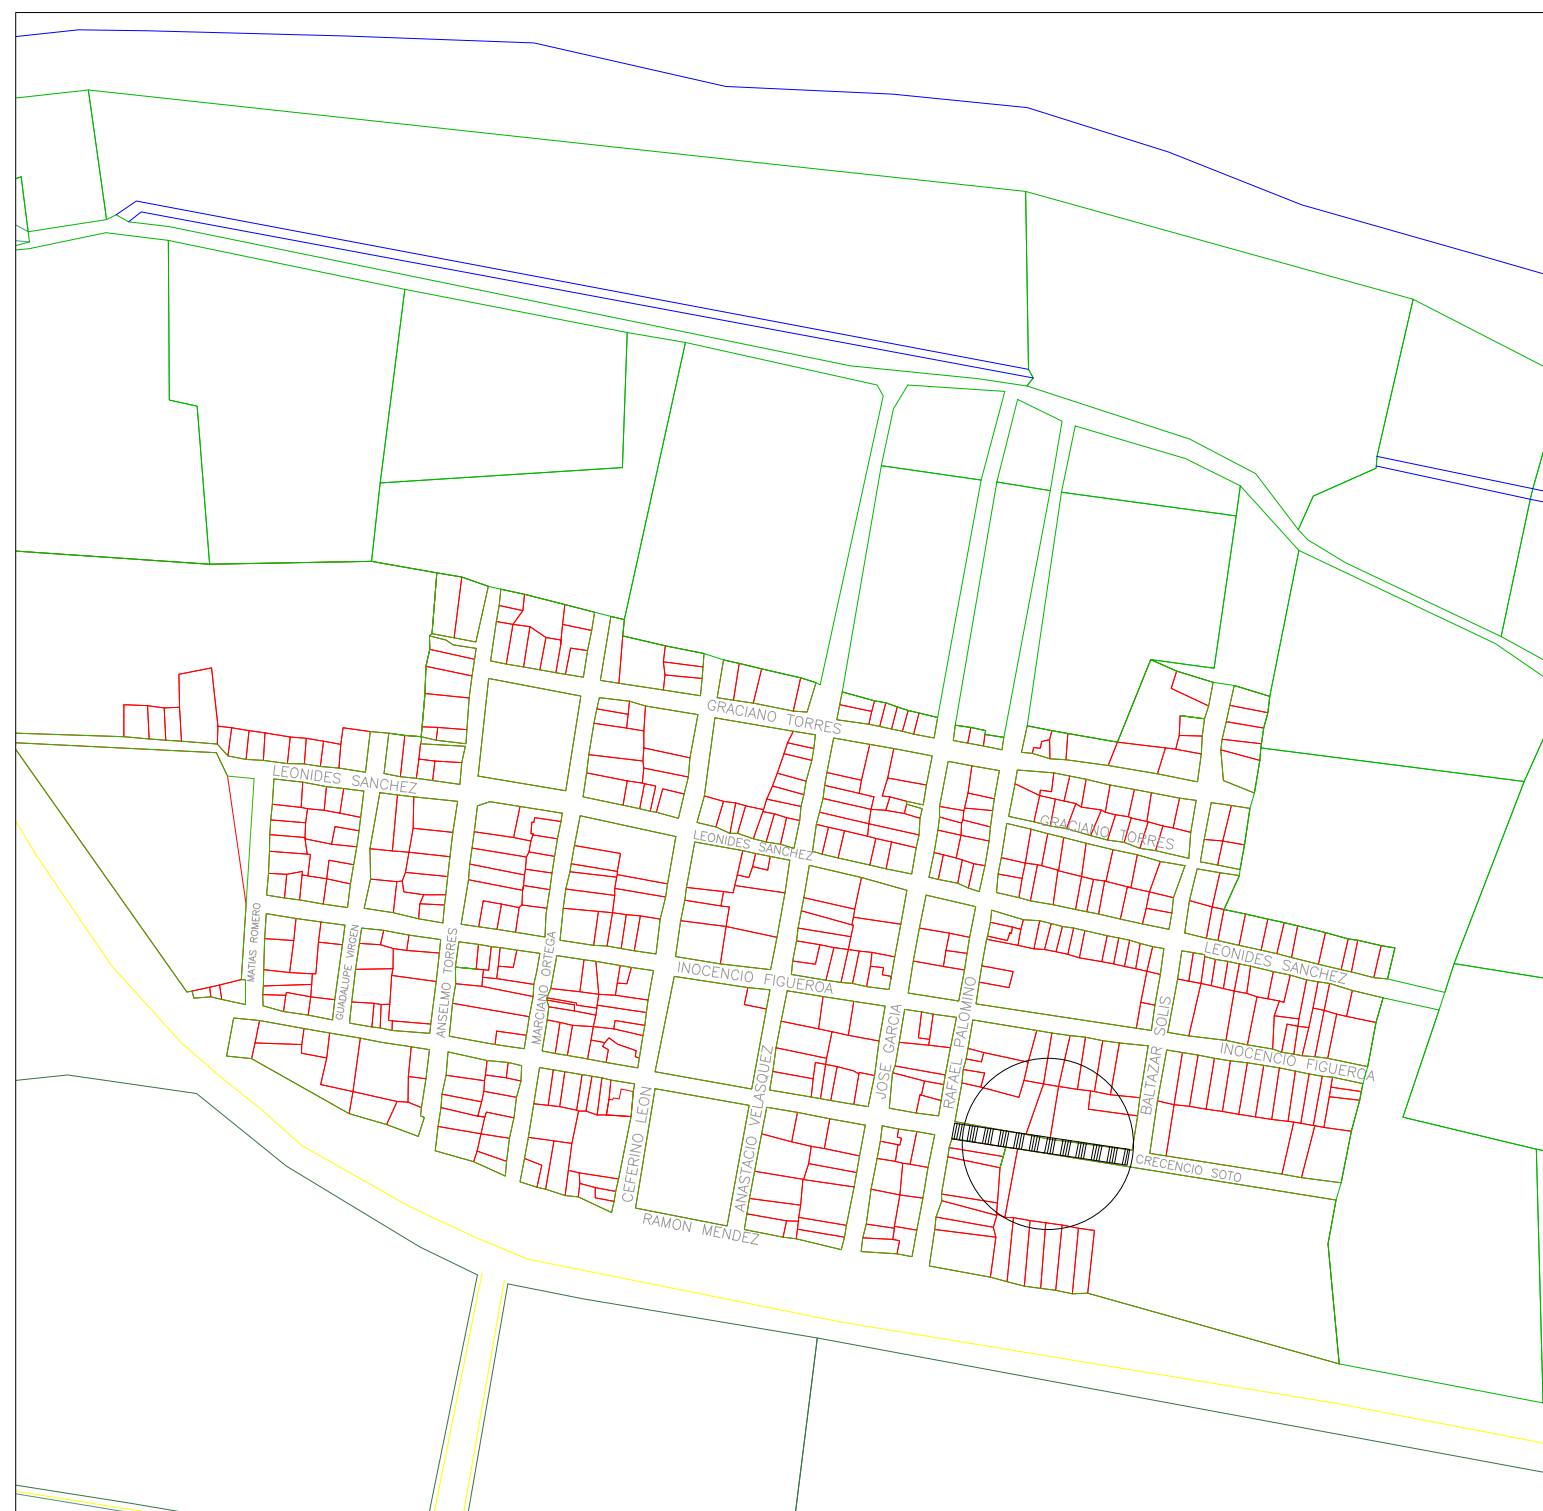 GRACIANO TORRES
LEONIDES SANCHEZ
LEONIDES SANCHEZ
GRACIANO TORRES
MATIAS ROMERO
GUADALUPE VIRGEN
ANSELMO TORRES
MARCIANO ORTEGA
INOCENCIO FIGUEROA
LEONIDES SANCHEZ
JOSE GARCIA
RAFAEL PALOMINO
BALTAZAR SOLIS
INOCENCIO FIGUEROA
CEFERINO LEON
ANASTACIO VELASQUEZ
CRECENCIO SOTO
RAMON MENDEZ